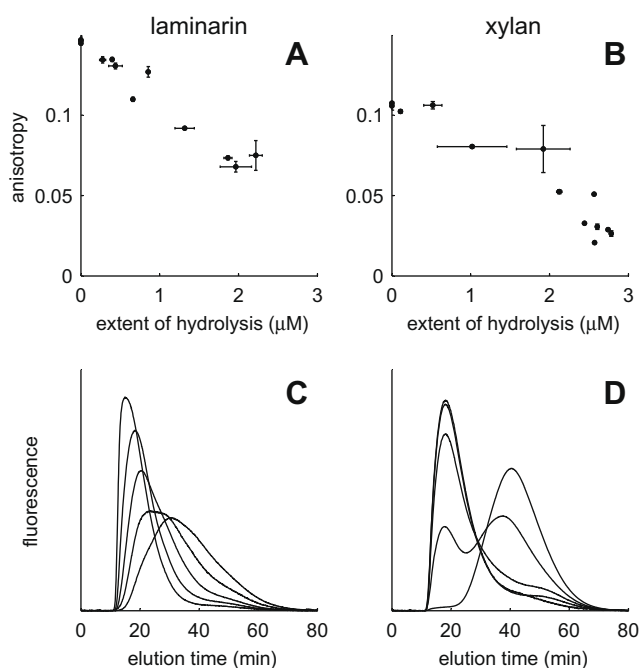 laminarin
xylan
A
B
anisotropy
0.1
0.05
0
0.1
0.05
0
0 1 2 3
0 1 2 3
extent of hydrolysis (μM)
extent of hydrolysis (μM)
C
D
fluorescence
0 20 40 60 80
0 20 40 60 80
elution time (min)
elution time (min)